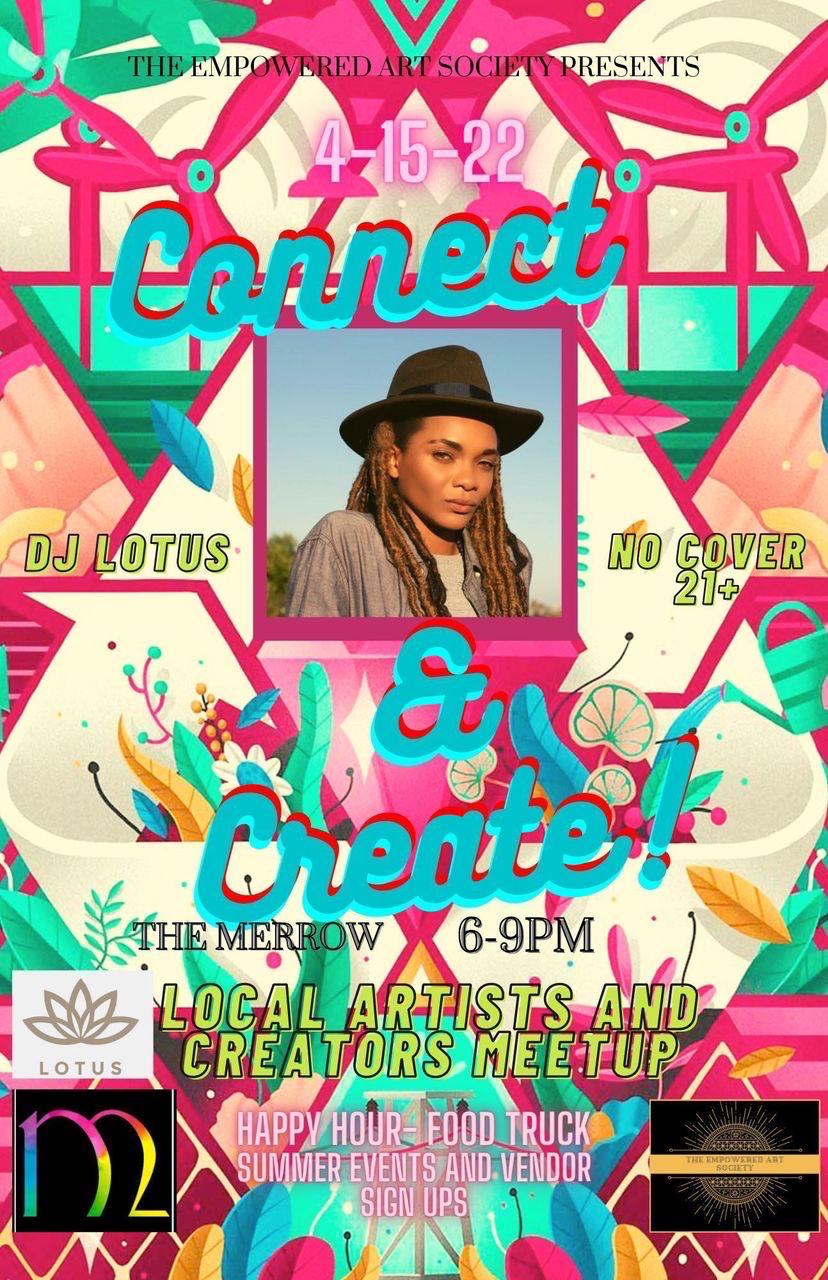 THE EMPOWERED ART SOCIETY PRESENTS
4-15-22
Connect
DJ LOTUS
NO COVER
21+
&
Create!
THE MERROW
6-9PM
LOTUS
LOCAL ARTISTS AND
CREATORS MEETUP
M
HAPPY HOUR- FOOD TRUCK
SUMMER EVENTS AND VENDOR
SIGN UPS
THE EMPOWERED ART
SOCIETY